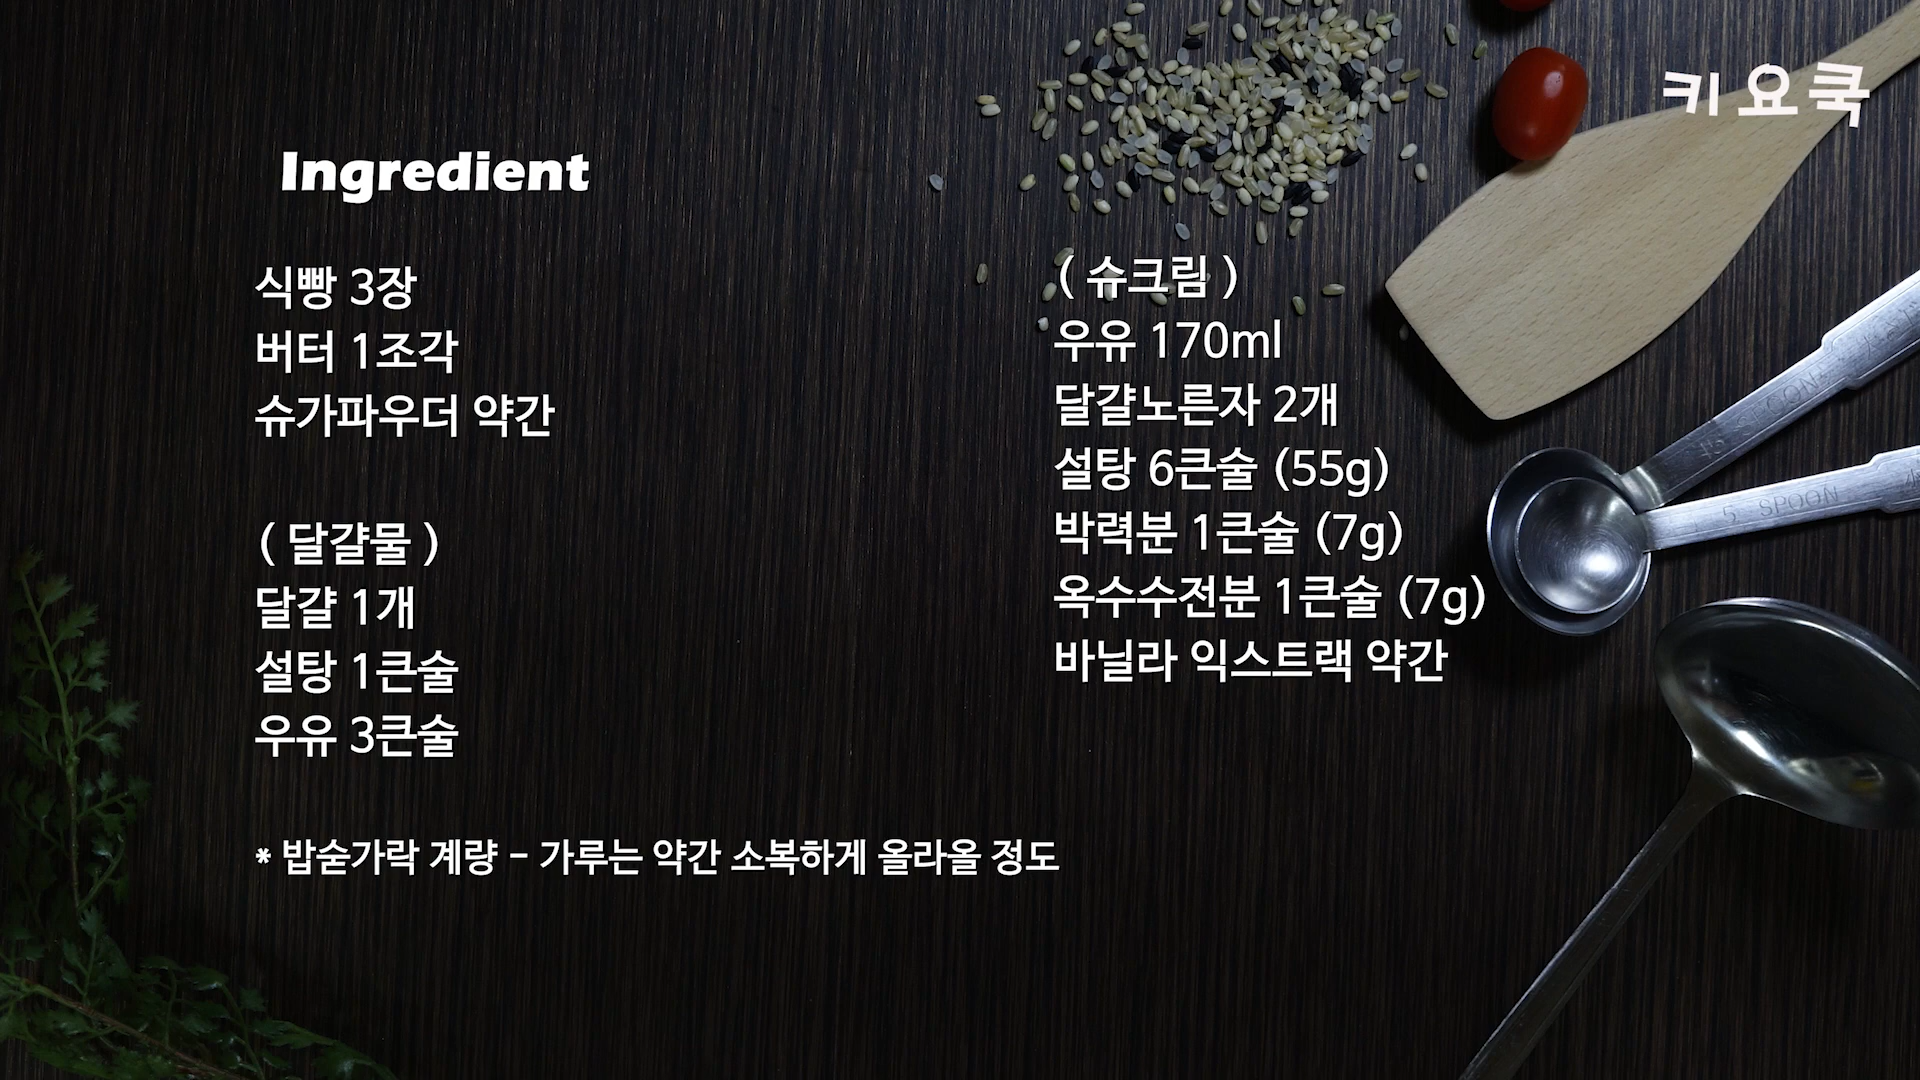 키요쿡
Ingredient
식빵 3장
버터 1조각
슈가파우더 약간
( 달걀물 )
달걀 1개
설탕 1큰술
우유 3큰술
* 밥숟가락 계량 - 가루는 약간 소복하게 올라올 정도
( 슈크림 )
우유 170ml
달걀노른자 2개
설탕 6큰술 (55g)
박력분 1큰술 (7g)
옥수수전분 1큰술 (7g)
바닐라 익스트랙 약간
5 SPOON